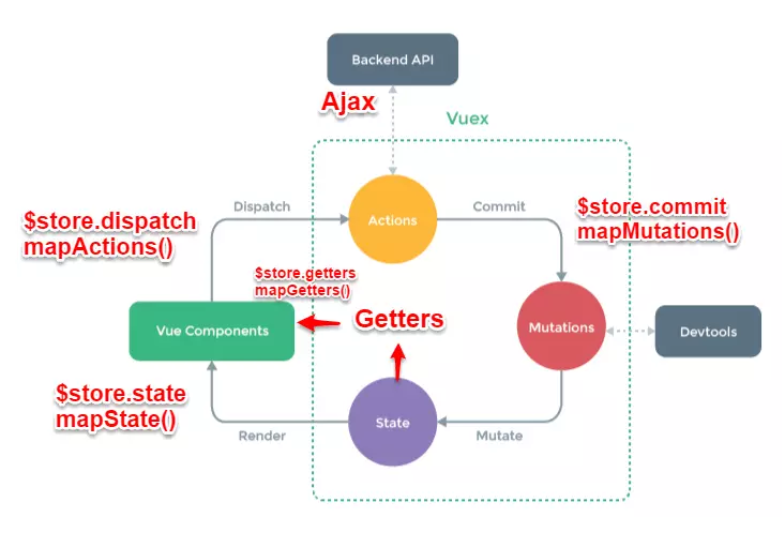 Backend API
Ajax
Vuex
Dispatch
Actions
Commit
$store.dispatch
mapActions()
$store.commit
mapMutations()
$store.getters
mapGetters()
Vue Components
Getters
Mutations
Devtools
$store.state
mapState()
State
Render
Mutate